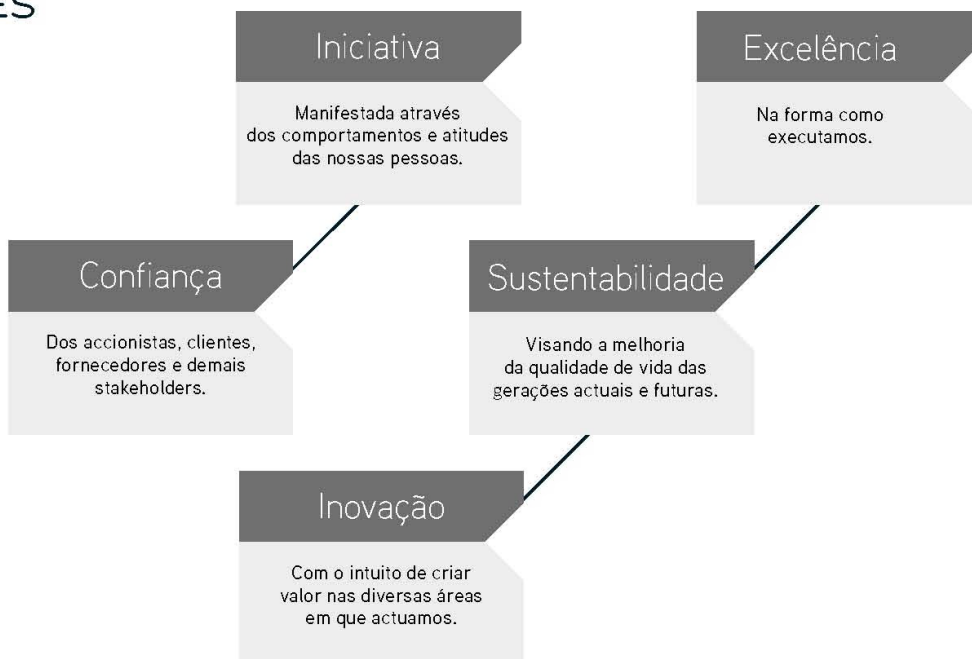 ES
Iniciativa
Manifestada através
dos comportamentos e atitudes
das nossas pessoas.
Excelência
Na forma como
executamos.
Confiança
Dos accionistas, clientes,
fornecedores e demais
stakeholders.
Sustentabilidade
Visando a melhoria
da qualidade de vida das
gerações actuais e futuras.
Inovação
Com o intuito de criar
valor nas diversas áreas
em que actuamos.